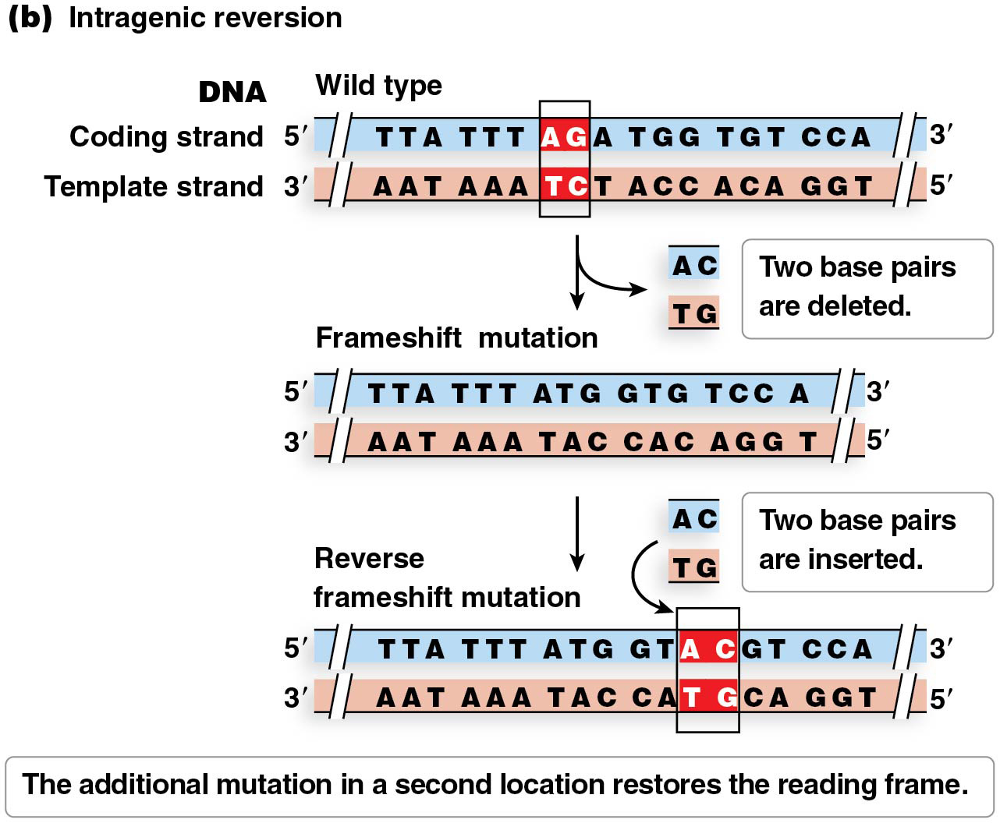 (b) Intragenic reversion
DNA
Wild type
Coding strand 5′ TTA TTT AGA TGG TGT CCA 3′
Template strand 3′ AAT AAA TCT ACC ACA GGT 5′
AC
TG
Two base pairs
are deleted.
Frameshift mutation
5′ TTA TTT ATG GTG TCC A 3′
3′ AAT AAA TAC CAC AGG T 5′
AC
TG
Two base pairs
are inserted.
Reverse
frameshift mutation
5′ TTA TTT ATG GTA CGT CCA 3′
3′ AAT AAA TAC CAT GCA GGT 5′
The additional mutation in a second location restores the reading frame.